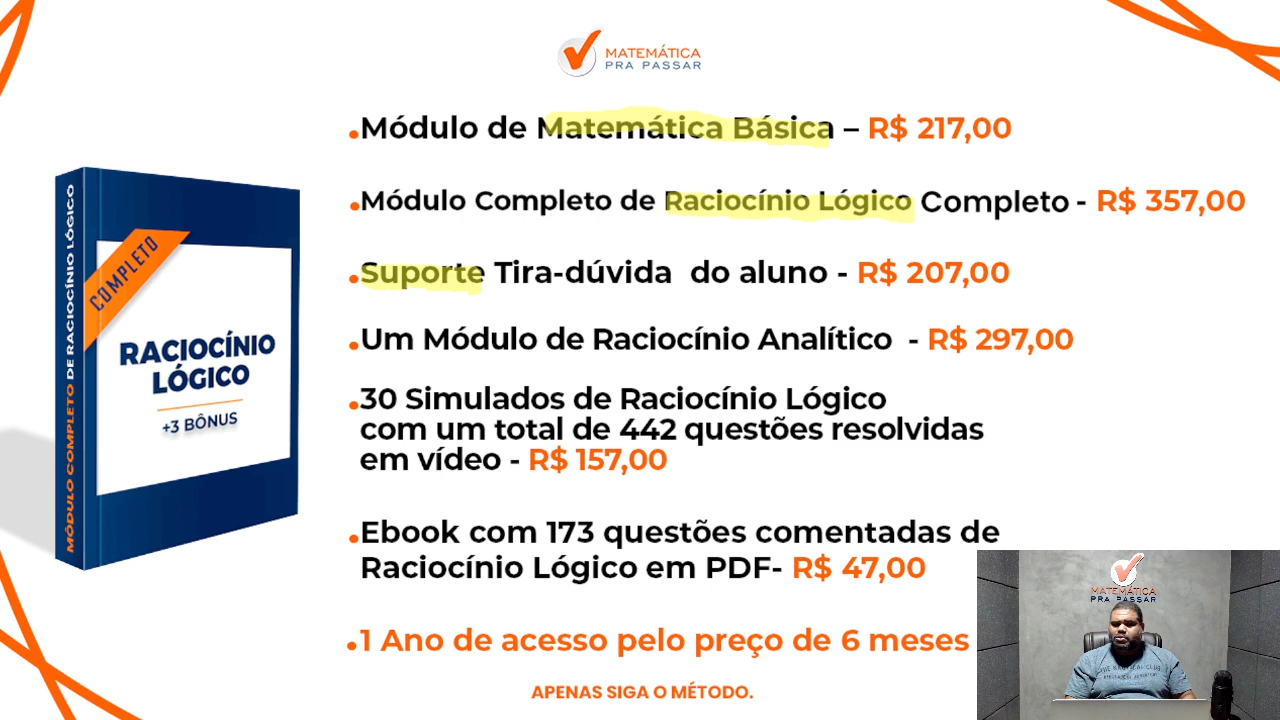 MATEMÁTICA
PRA PASSAR
•Módulo de Matemática Básica – R$ 217,00
•Módulo Completo de Raciocínio Lógico Completo - R$ 357,00
•Suporte Tira-dúvida do aluno - R$ 207,00
•Um Módulo de Raciocínio Analítico - R$ 297,00
•30 Simulados de Raciocínio Lógico
com um total de 442 questões resolvidas
em vídeo - R$ 157,00
•Ebook com 173 questões comentadas de
Raciocínio Lógico em PDF- R$ 47,00
•1 Ano de acesso pelo preço de 6 meses
APENAS SIGA O MÉTODO.
MÓDULO COMPLETO DE RACIOCÍNIO LÓGICO
COMPLETO
RACIOCÍNIO
LÓGICO
+3 BÔNUS
MATEMÁTICA
PRA PASSAR